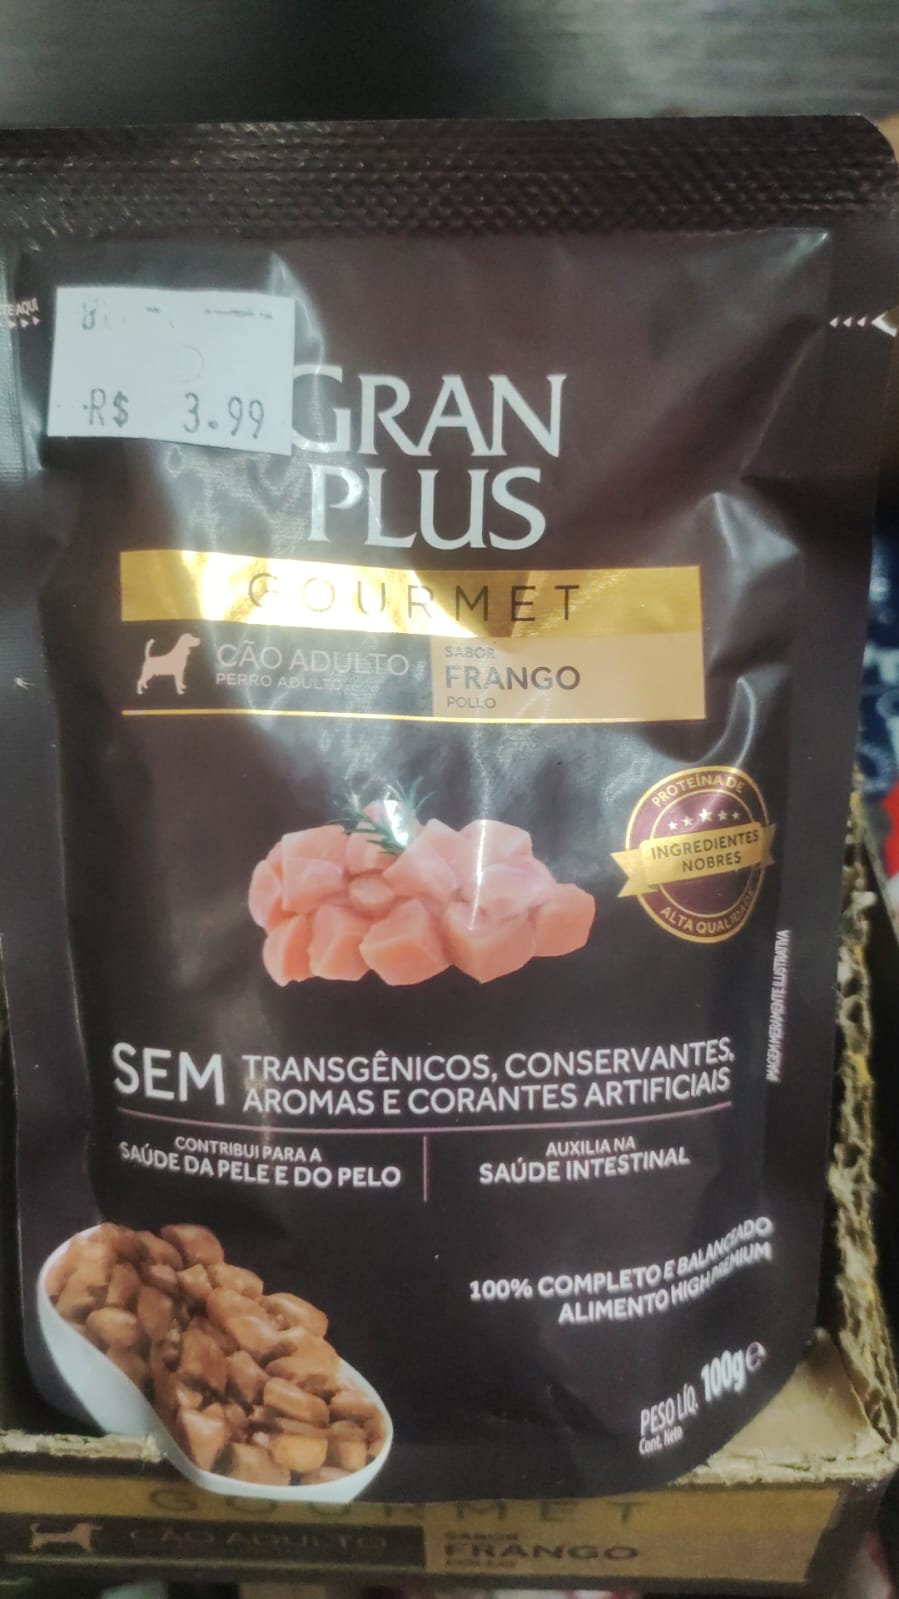 R$ 3.99
GRAN
PLUS
GOURMET
CÃO ADULTO
PERRO ADULTO
SABOR
FRANGO
POLLO
PROTEÍNA DE
INGREDIENTES
NOBRES
ALTA QUALIDADE
IMAGEM MERAMENTE ILUSTRATIVA
SEM TRANSGÊNICOS, CONSERVANTES,
AROMAS E CORANTES ARTIFICIAIS
CONTRIBUI PARA A
SAÚDE DA PELE E DO PELO
AUXILIA NA
SAÚDE INTESTINAL
100% COMPLETO E BALANCEADO
ALIMENTO HIGH PREMIUM
PESO LÍQ. 100g e
Cont. Neto
GOURMET
CÃO ADULTO
SABOR
FRANGO
POLLO